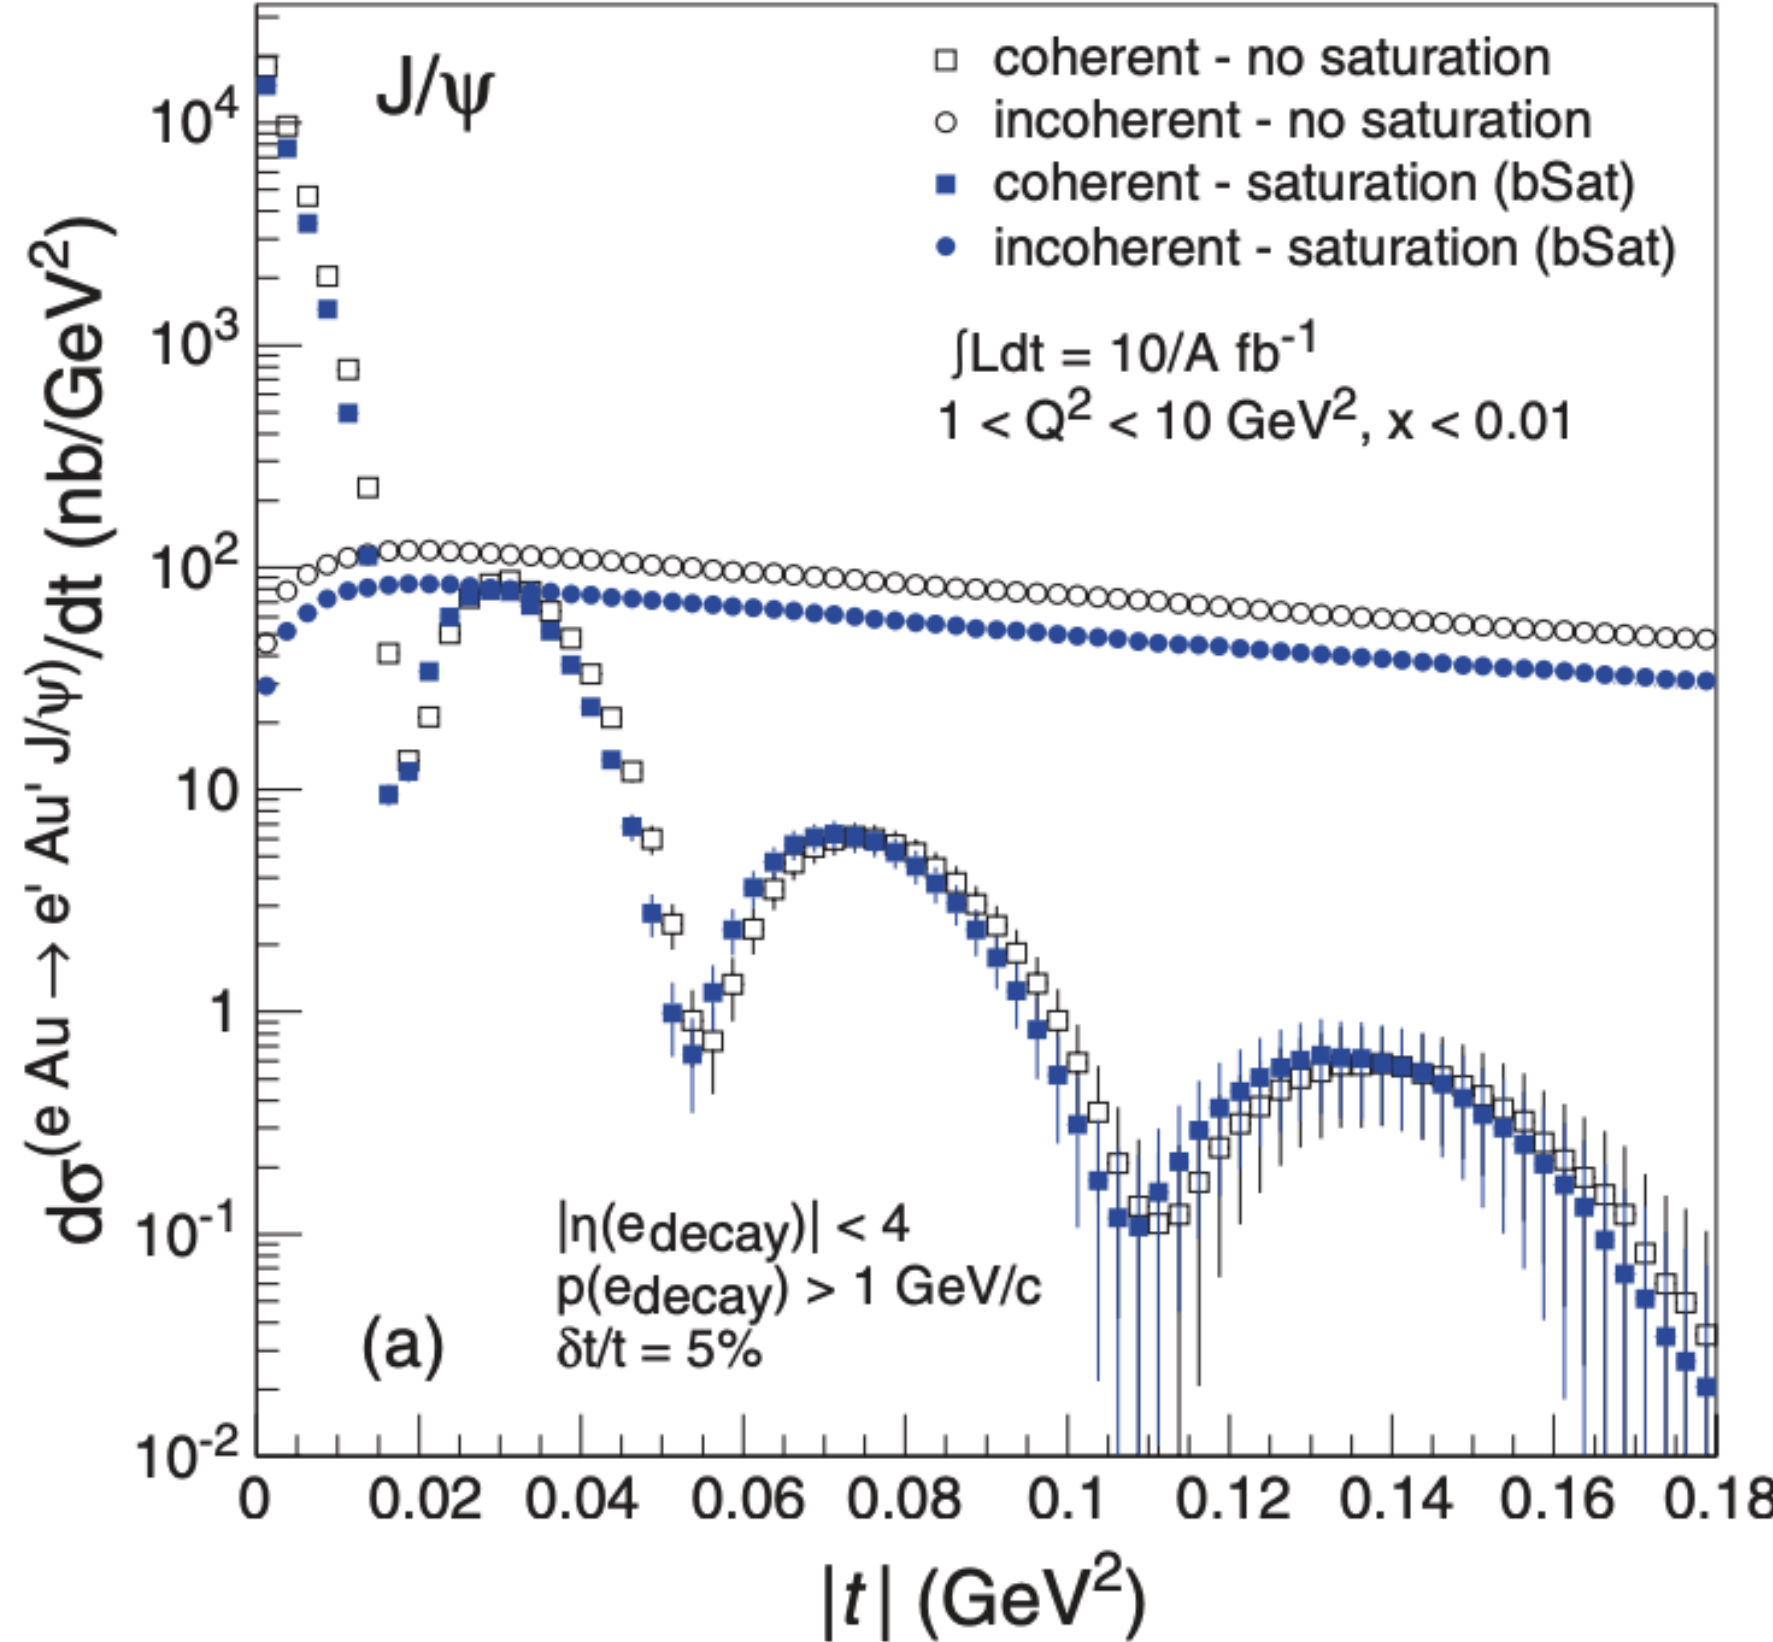 J/ψ
coherent - no saturation
incoherent - no saturation
coherent - saturation (bSat)
incoherent - saturation (bSat)
∫Ldt = 10/A fb⁻¹
1 < Q² < 10 GeV², x < 0.01
dσ(e Au → e' Au' J/ψ)/dt (nb/GeV²)
10⁴
10³
10²
10
1
10⁻¹
10⁻²
|η(e_decay)| < 4
p(e_decay) > 1 GeV/c
δt/t = 5%
(a)
0 0.02 0.04 0.06 0.08 0.1 0.12 0.14 0.16 0.18
|t| (GeV²)